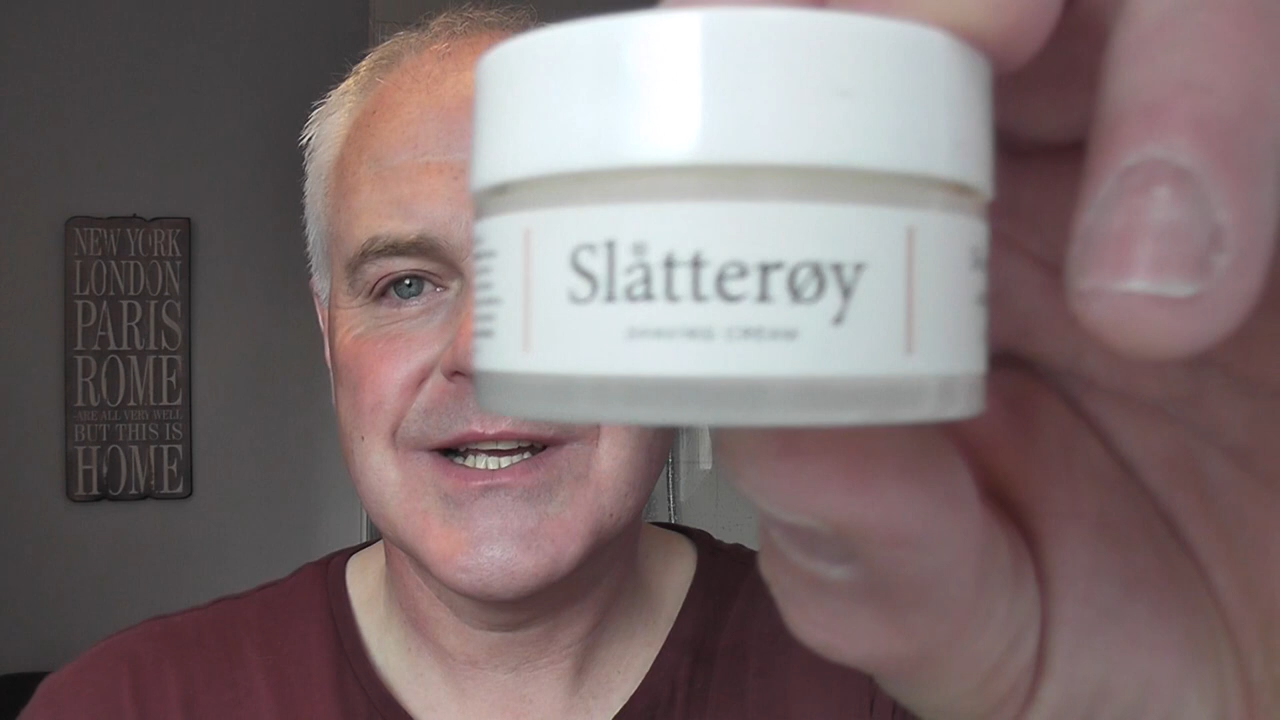 NEW YORK
LONDON
PARIS
ROME
ARE ALL VERY WELL
BUT THIS IS
HOME
Slåtterøy
SHAVING CREAM